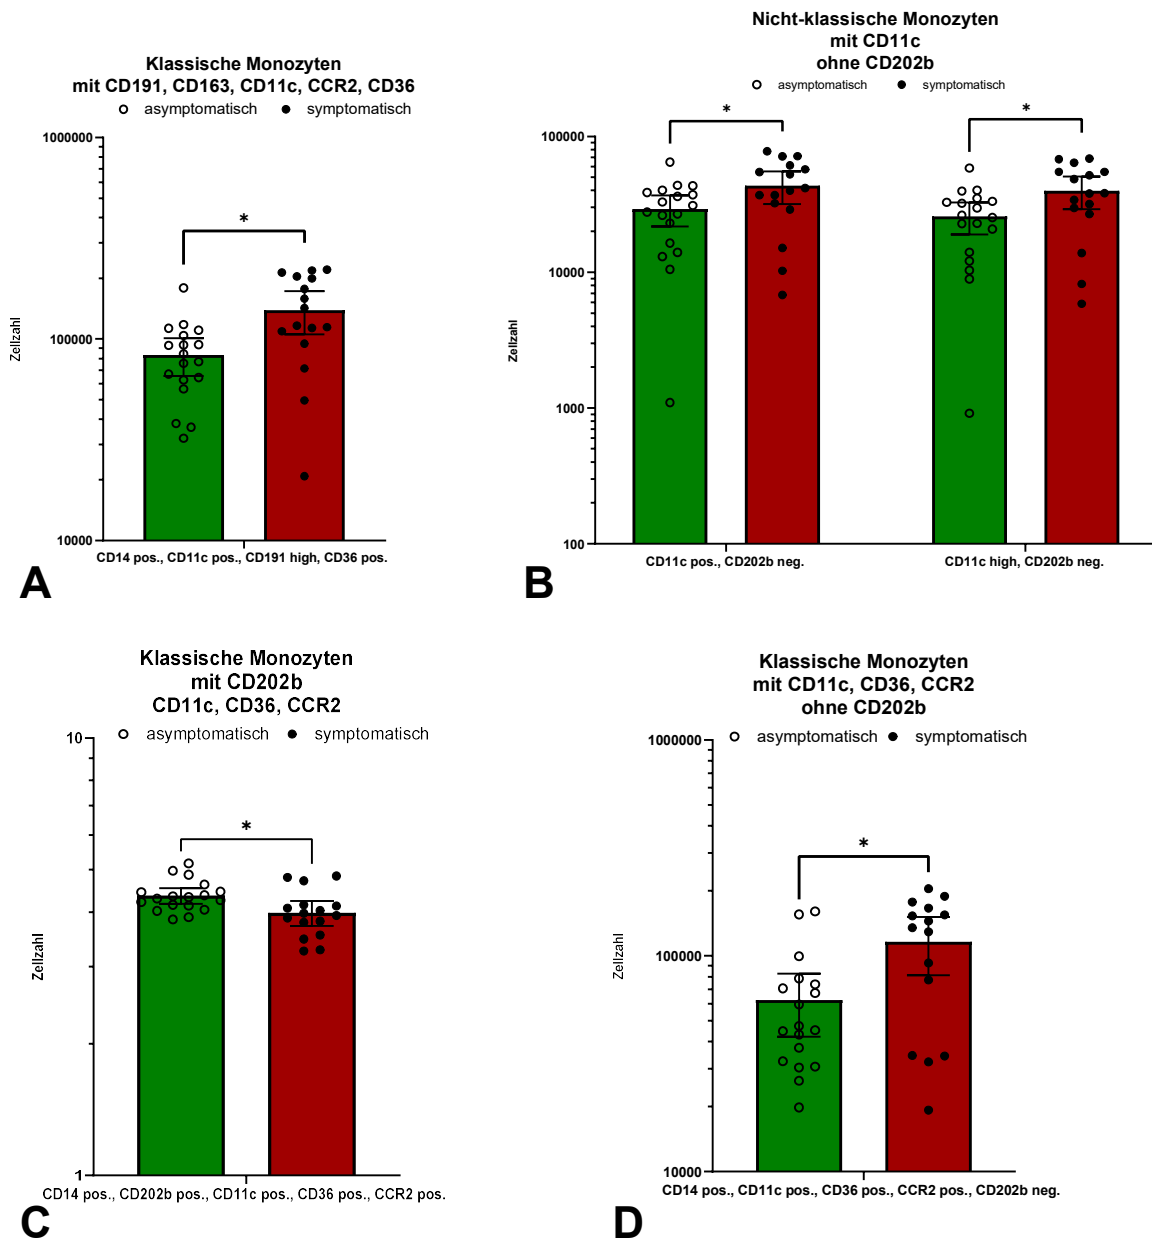 Klassische Monozyten
mit CD191, CD163, CD11c, CCR2, CD36
asymptomatisch symptomatisch
1000000
*
100000
Zellzahl
10000
CD14 pos., CD11c pos., CD191 high, CD36 pos.
A
Nicht-klassische Monozyten
mit CD11c
ohne CD202b
asymptomatisch symptomatisch
* *
100000
10000
Zellzahl
1000
100
CD11c pos., CD202b neg. CD11c high, CD202b neg.
B
Klassische Monozyten
mit CD202b
CD11c, CD36, CCR2
asymptomatisch symptomatisch
10
*
Zellzahl
1
CD14 pos., CD202b pos., CD11c pos., CD36 pos., CCR2 pos.
C
Klassische Monozyten
mit CD11c, CD36, CCR2
ohne CD202b
asymptomatisch symptomatisch
1000000
*
100000
Zellzahl
10000
CD14 pos., CD11c pos., CD36 pos., CCR2 pos., CD202b neg.
D